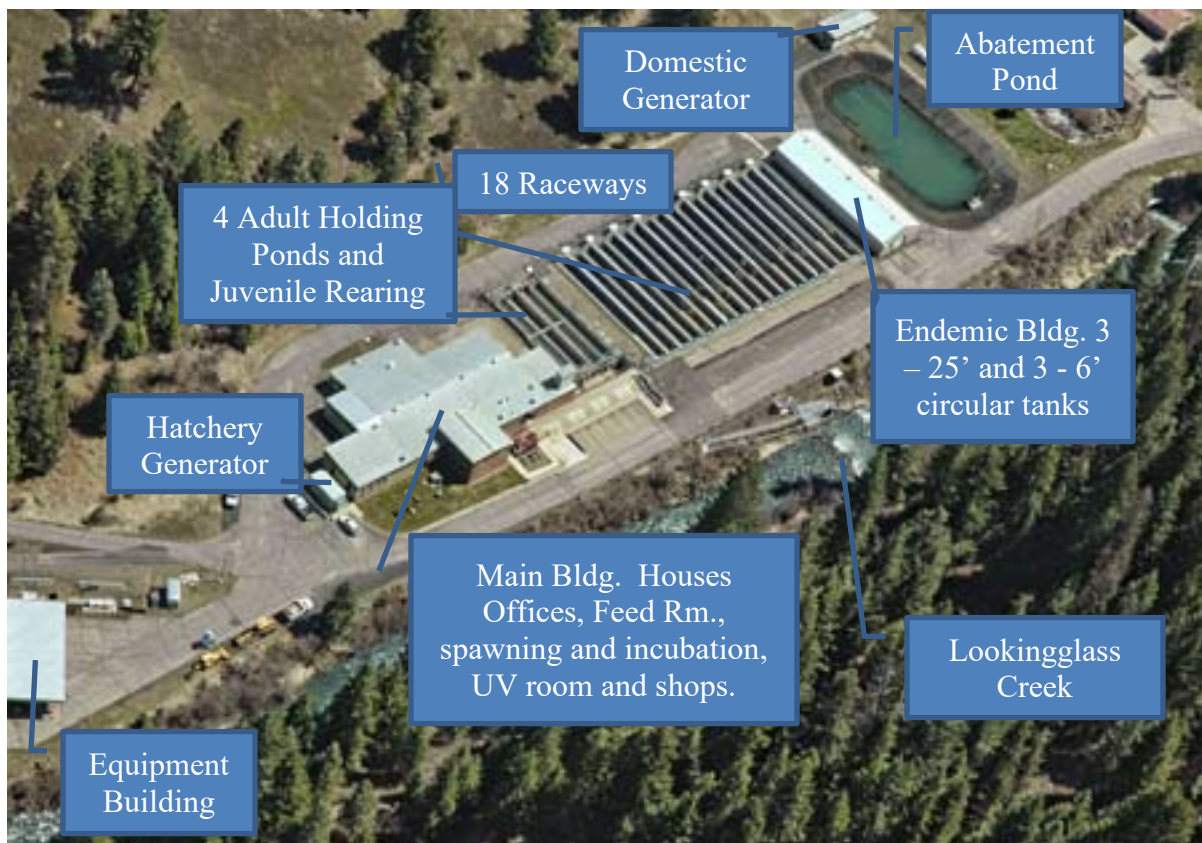 Domestic
Generator
Abatement
Pond
18 Raceways
4 Adult Holding
Ponds and
Juvenile Rearing
Endemic Bldg. 3
– 25’ and 3 - 6’
circular tanks
Hatchery
Generator
Main Bldg.  Houses
Offices, Feed Rm.,
spawning and incubation,
UV room and shops.
Lookingglass
Creek
Equipment
Building